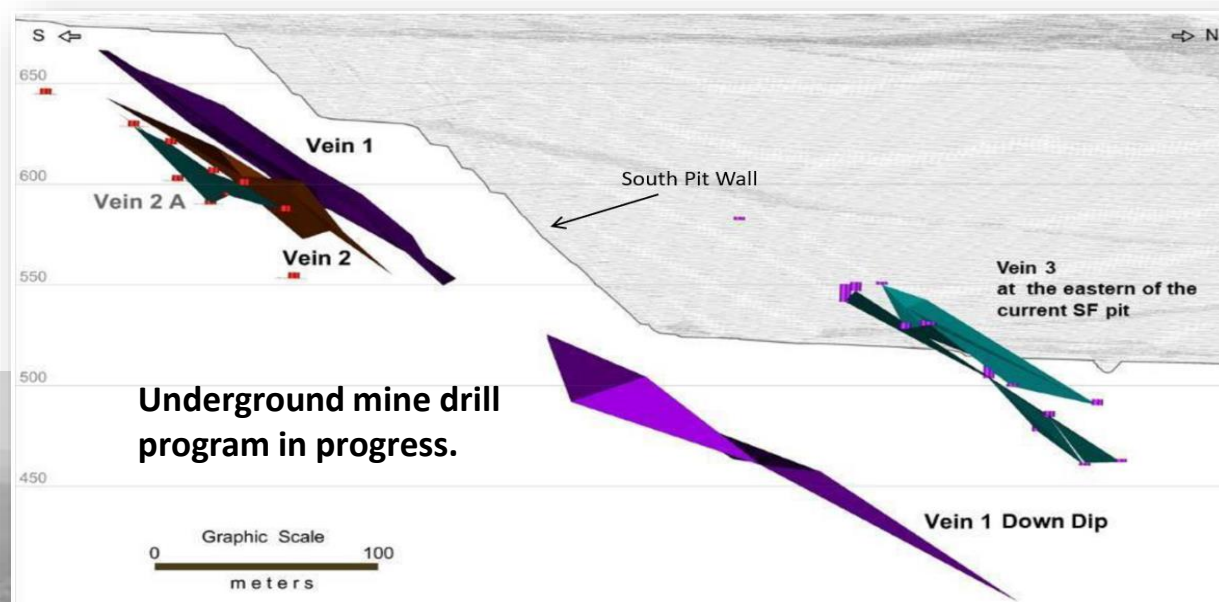 S
N
650
600
550
500
450
Vein 1
Vein 2 A
Vein 2
South Pit Wall
Vein 3
at the eastern of the
current SF pit
Underground mine drill
program in progress.
Vein 1 Down Dip
Graphic Scale
0 100
meters